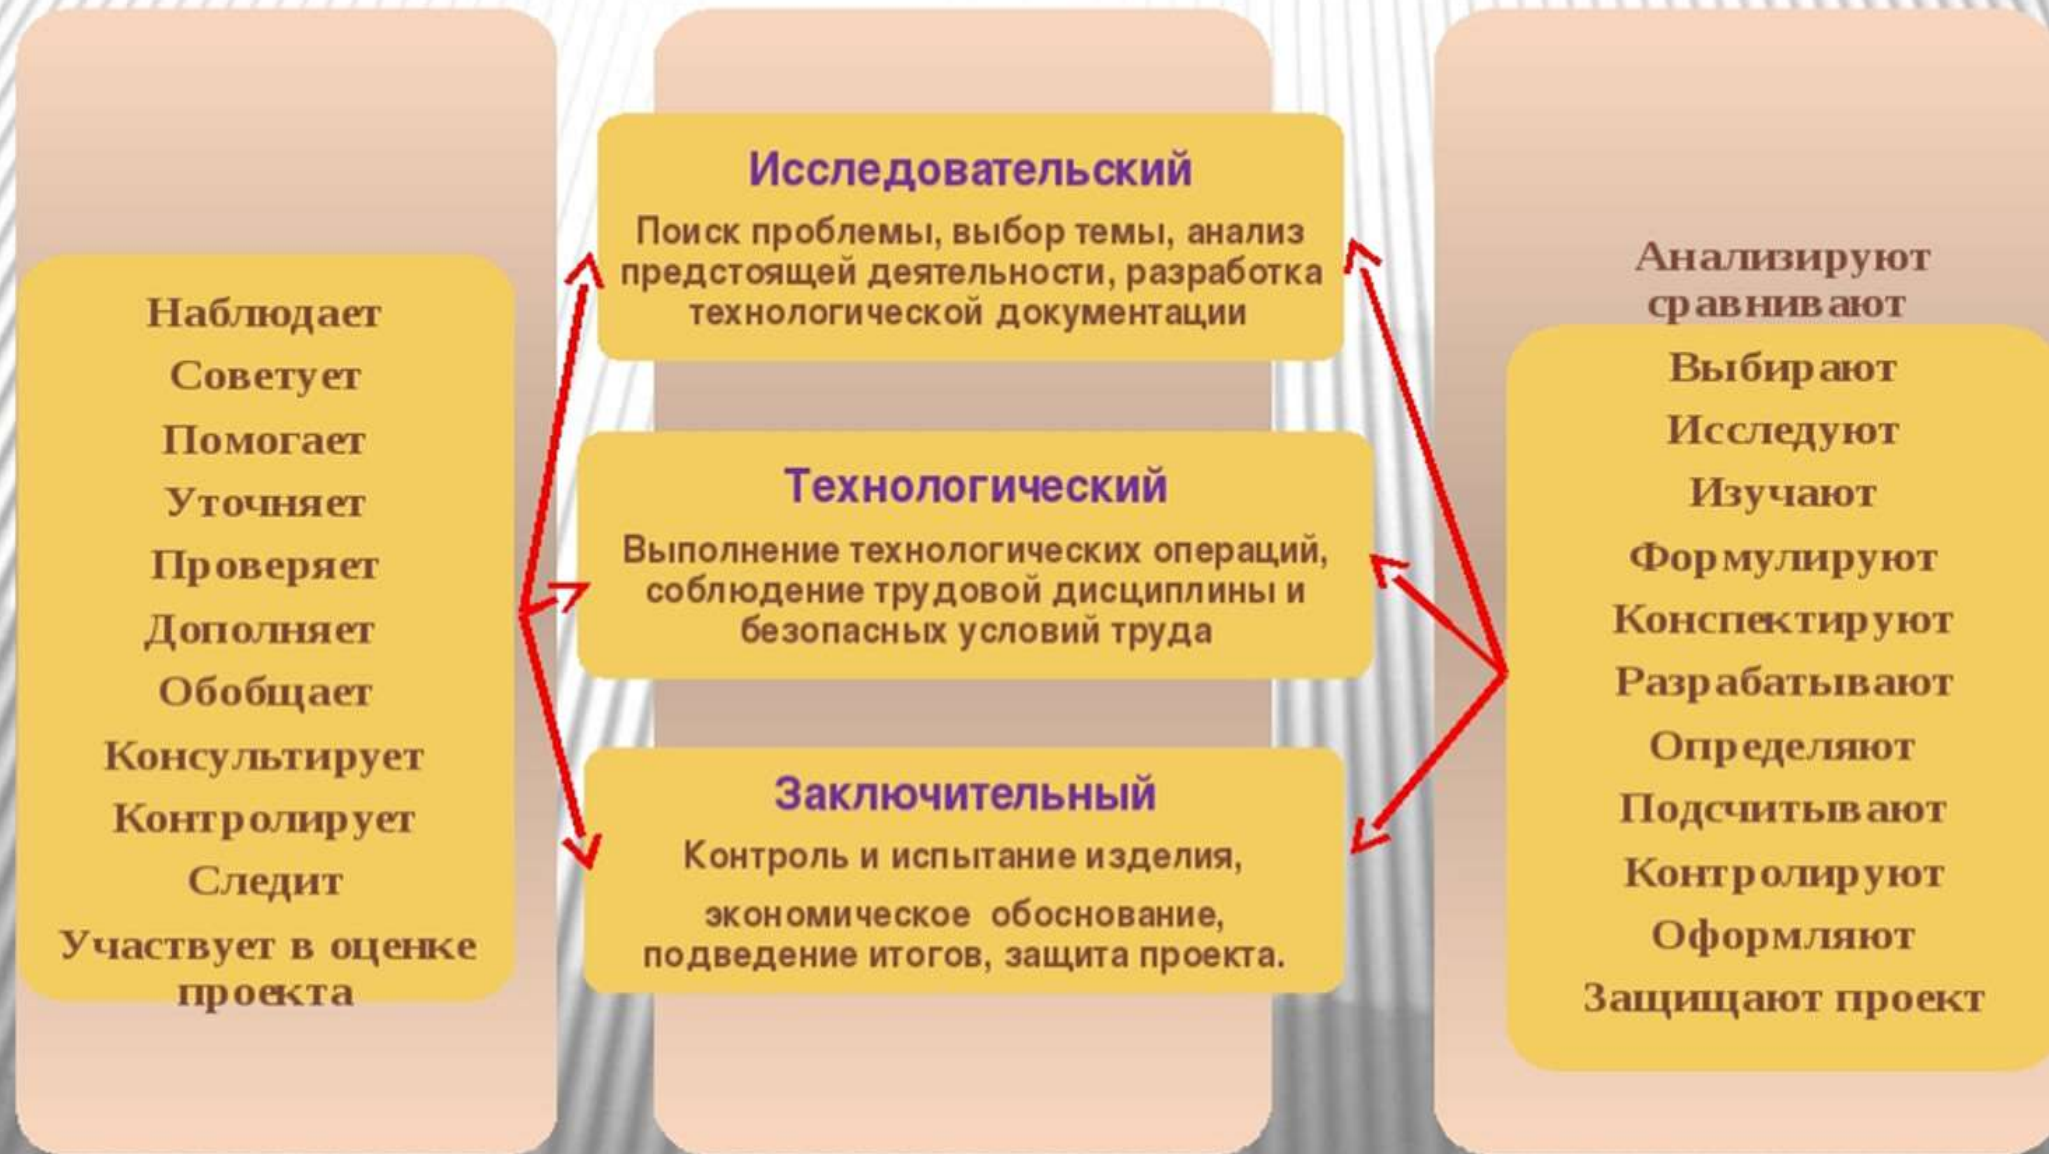 Наблюдает
Советует
Помогает
Уточняет
Проверяет
Дополняет
Обобщает
Консультирует
Контролирует
Следит
Участвует в оценке
проекта
Исследовательский
Поиск проблемы, выбор темы, анализ
предстоящей деятельности, разработка
технологической документации
Технологический
Выполнение технологических операций,
соблюдение трудовой дисциплины и
безопасных условий труда
Заключительный
Контроль и испытание изделия,
экономическое обоснование,
подведение итогов, защита проекта.
Анализируют
сравнивают
Выбирают
Исследуют
Изучают
Формулируют
Конспектируют
Разрабатывают
Определяют
Подсчитывают
Контролируют
Оформляют
Защищают проект